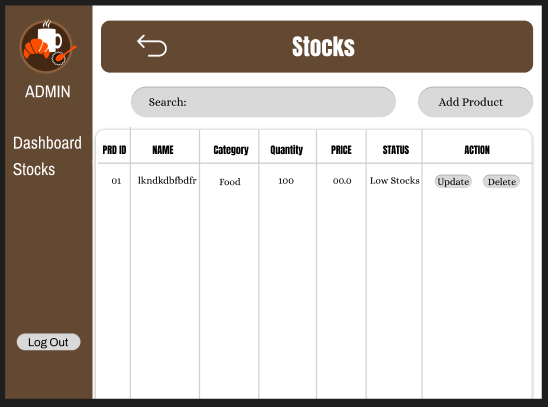 Stocks
ADMIN
Search:
Add Product
Dashboard
Stocks
PRD ID NAME Category Quantity PRICE STATUS ACTION
01 lkndkdbfbdfr Food 100 00.0 Low Stocks Update Delete
Log Out